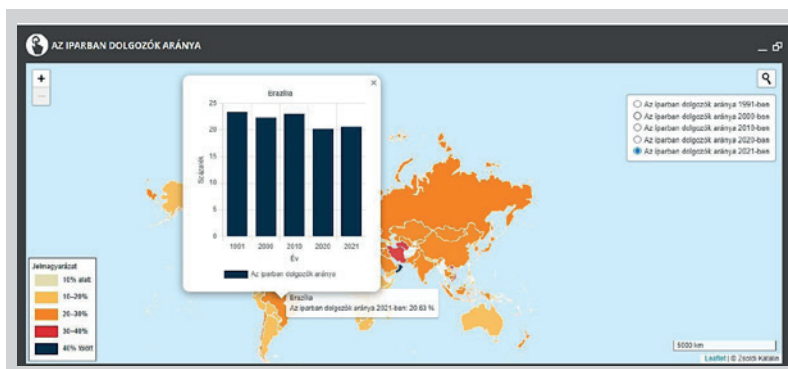 AZ IPARBAN DOLGOZÓK ARÁNYA
+
−
Brazília
×
25
20
15
10
5
0
Százalék
1991 2000 2010 2020 2021
Év
Az iparban dolgozók aránya
Az iparban dolgozók aránya 1991-ben
Az iparban dolgozók aránya 2000-ben
Az iparban dolgozók aránya 2010-ben
Az iparban dolgozók aránya 2020-ban
Az iparban dolgozók aránya 2021-ben
Jelmagyarázat
10% alatt
10–20%
20–30%
30–40%
40% fölött
Brazília
Az iparban dolgozók aránya 2021-ben: 20.63 %
5000 km
Leaflet | © Zsoldi Katalin